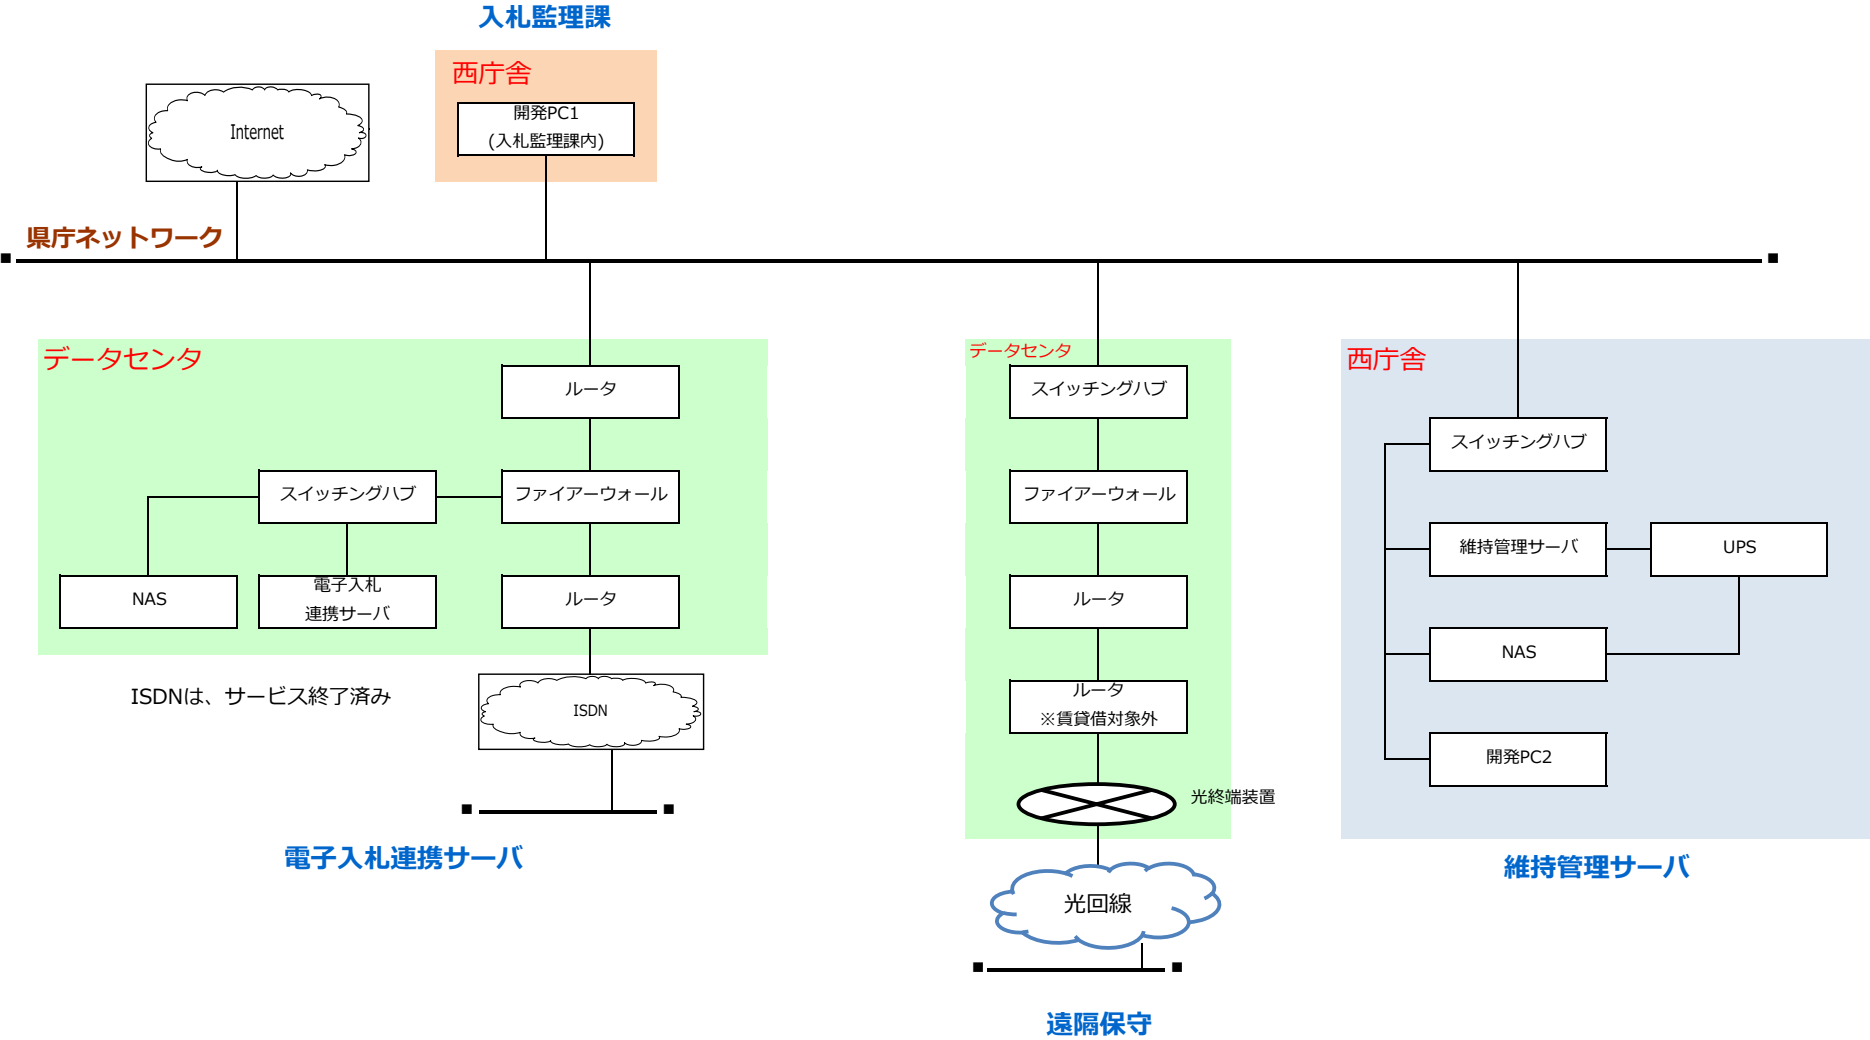 入札監理課
西庁舎
開発PC1
(入札監理課内)
Internet
県庁ネットワーク
データセンタ
ルータ
スイッチングハブ
ファイアーウォール
NAS
電子入札
連携サーバ
ルータ
ISDNは、サービス終了済み
ISDN
電子入札連携サーバ
データセンタ
スイッチングハブ
ファイアーウォール
ルータ
ルータ
※賃貸借対象外
光終端装置
光回線
遠隔保守
西庁舎
スイッチングハブ
維持管理サーバ
UPS
NAS
開発PC2
維持管理サーバ